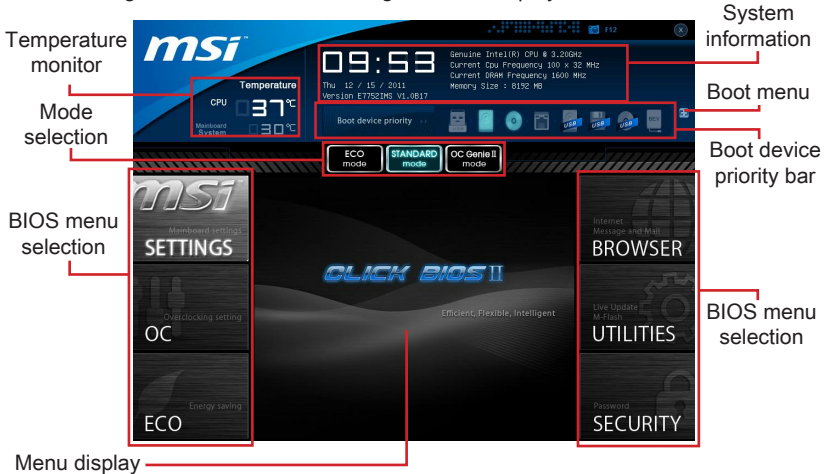 System
information
Temperature
monitor
Mode
selection
BIOS menu
selection
Menu display
Boot menu
Boot device
priority bar
BIOS menu
selection
msi
F12
X
09:53
Thu 12 / 15 / 2011
Version E7752IMS V1.0B17
Genuine Intel(R) CPU @ 3.20GHz
Current Cpu Frequency 100 x 32 MHz
Current DRAM Frequency 1600 MHz
Memory Size : 8192 MB
Temperature
CPU 37°C
Mainboard
System 30°C
Boot device priority
USB
USB
USB
DEV
ECO
mode
STANDARD
mode
OC Genie II
mode
msi
Mainboard settings
SETTINGS
Overclocking setting
OC
Energy saving
ECO
CLICK BIOS II
Efficient, Flexible, Intelligent
Internet
Message and Mail
BROWSER
Live Update
M-Flash
UTILITIES
Password
SECURITY